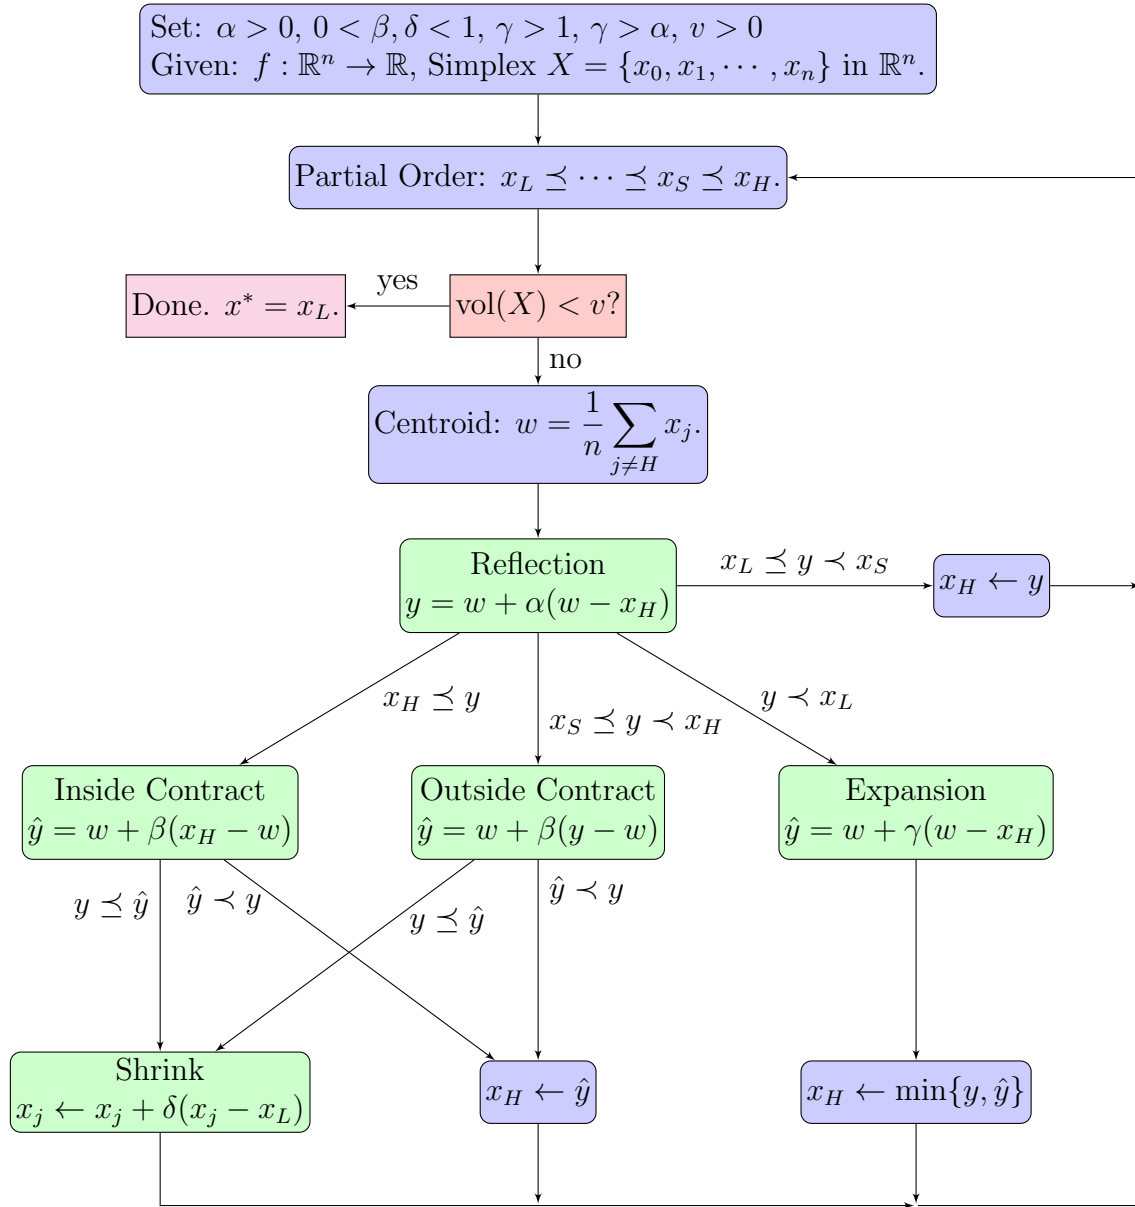 Set: α > 0, 0 < β, δ < 1, γ > 1, γ > α, v > 0
Given: f : ℝⁿ → ℝ, Simplex X = {x₀, x₁, ⋯ , xₙ} in ℝⁿ.
Partial Order: x_L ⪯ ⋯ ⪯ x_S ⪯ x_H.
yes
Done. x* = x_L.
vol(X) < v?
no
Centroid: w = 1/n ∑_{j≠H} x_j.
Reflection
y = w + α(w − x_H)
x_L ⪯ y ≺ x_S
x_H ← y
x_H ⪯ y
x_S ⪯ y ≺ x_H
y ≺ x_L
Inside Contract
ŷ = w + β(x_H − w)
Outside Contract
ŷ = w + β(y − w)
Expansion
ŷ = w + γ(w − x_H)
y ⪯ ŷ
ŷ ≺ y
y ⪯ ŷ
ŷ ≺ y
Shrink
x_j ← x_j + δ(x_j − x_L)
x_H ← ŷ
x_H ← min{y, ŷ}